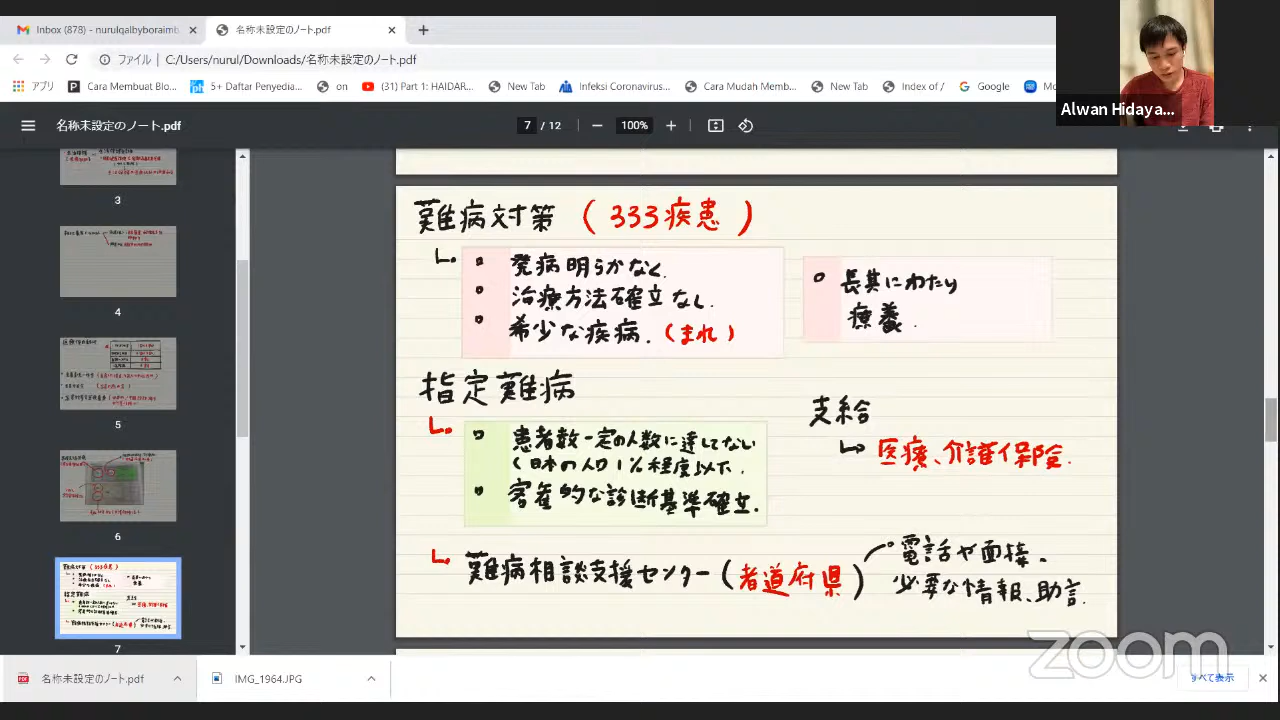 Inbox (878) - nurulqalbyboraimb
名称未設定のノート.pdf
ファイル | C:/Users/nurul/Downloads/名称未設定のノート.pdf
アプリ
Cara Membuat Blo...
5+ Daftar Penyedia...
on
(31) Part 1: HAIDAR...
New Tab
Infeksi Coronavirus...
Cara Mudah Memb...
New Tab
Index of /
Google
Mo
Alwan Hidaya...
名称未設定のノート.pdf
7 / 12
100%
難病対策 (333疾患)
発病明らかなく.
治療方法確立なし.
希少な疾病. (まれ)
長其にわたり
療養.
指定難病
患者数一定の人数に達してない
く日本の人口1%程度以下.
客産的な診断基準確立.
支給
医療、介護保険.
難病相談支援センター (者道府県)
電話や面接.
必要な情報、助言.
3
4
5
6
7
zoom
名称未設定のノート.pdf
IMG_1964.JPG
すべて表示